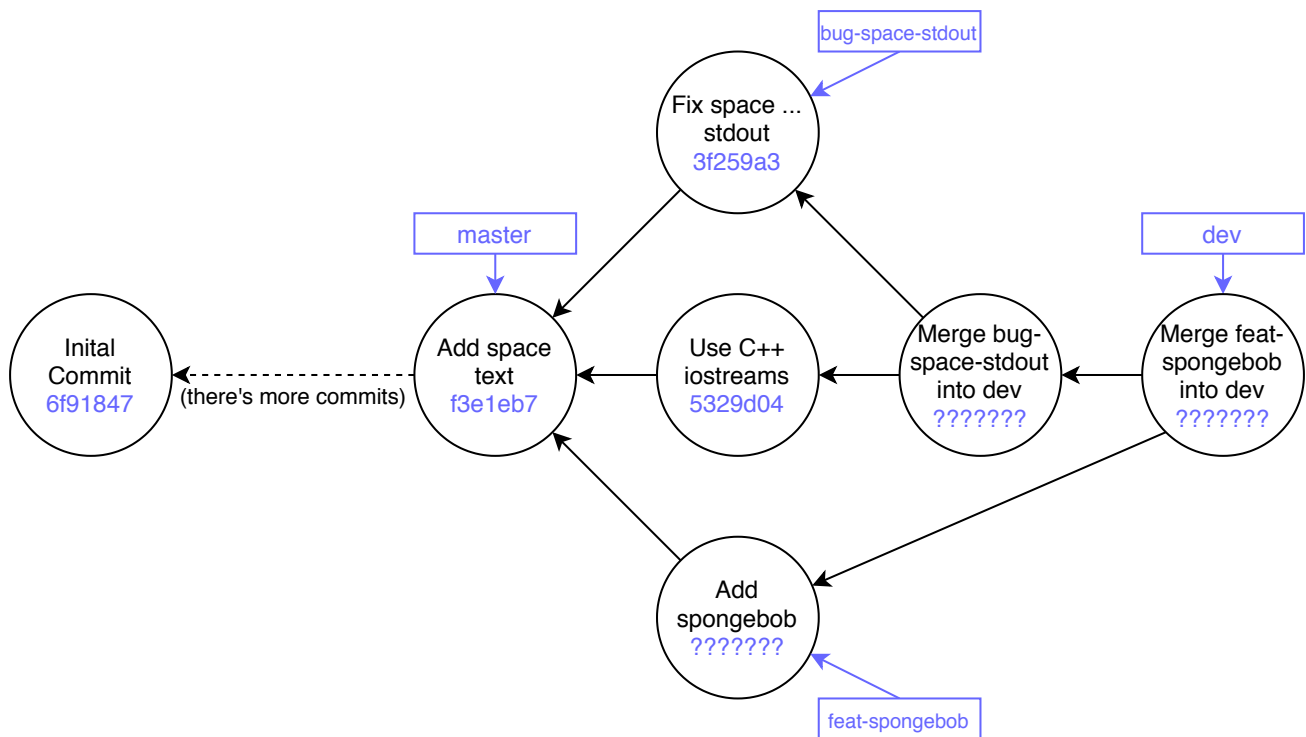 bug-space-stdout
Fix space ...
stdout
3f259a3
master
dev
Inital
Commit
6f91847
(there's more commits)
Add space
text
f3e1eb7
Use C++
iostreams
5329d04
Merge bug-
space-stdout
into dev
???????
Merge feat-
spongebob
into dev
???????
Add
spongebob
???????
feat-spongebob